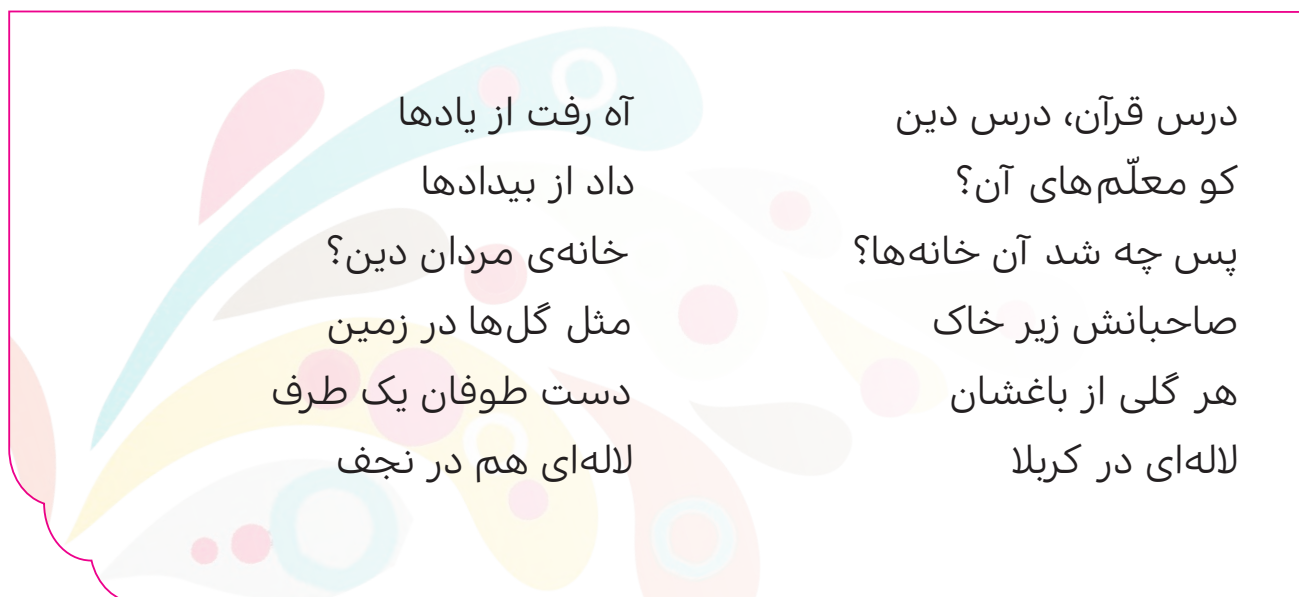 درس قرآن، درس دین آه رفت از یادها
کو معلّم‌های آن؟ داد از بیدادها
پس چه شد آن خانه‌ها؟ خانه‌ی مردان دین؟
صاحبانش زیر خاک مثل گل‌ها در زمین
هر گلی از باغشان دست طوفان یک طرف
لاله‌ای در کربلا لاله‌ای هم در نجف